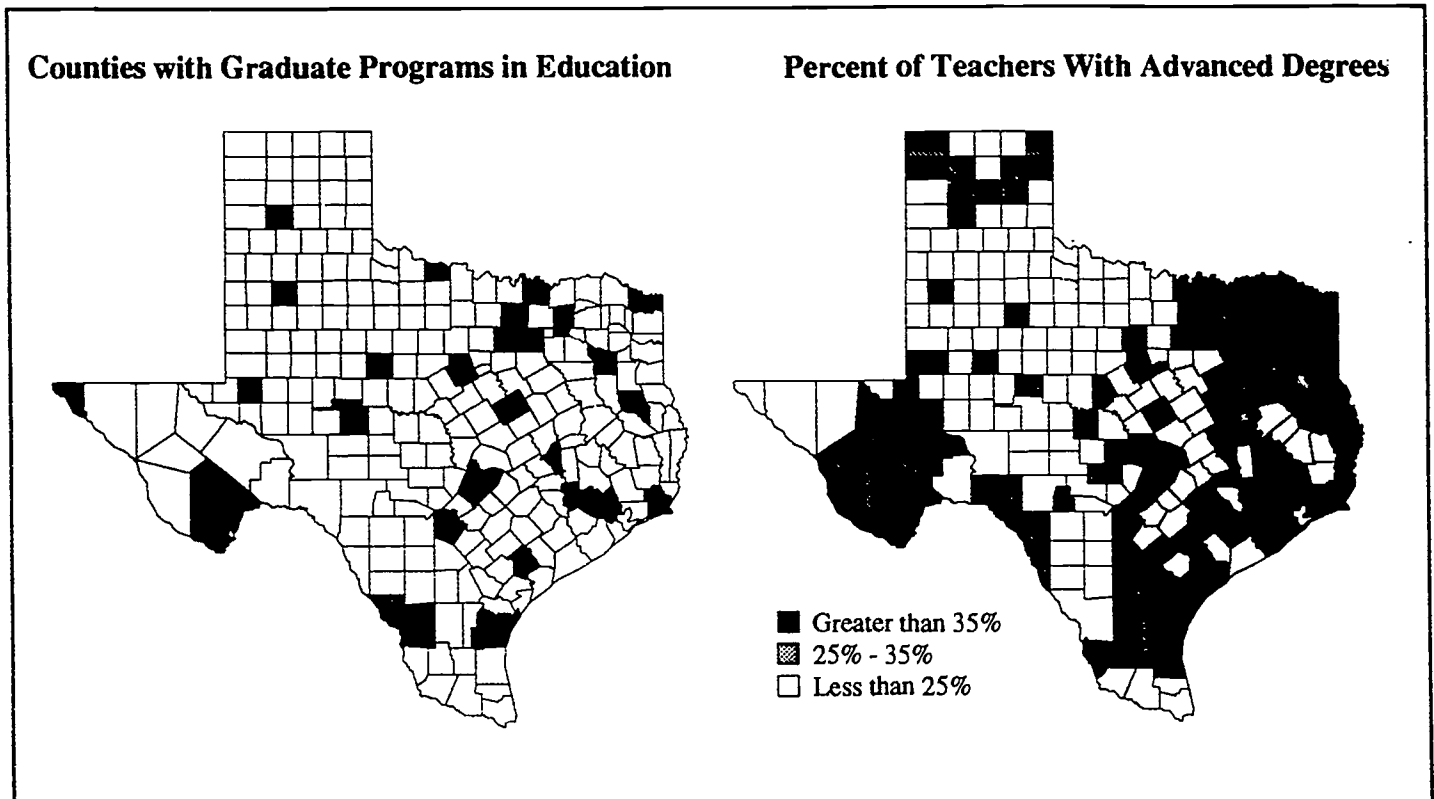 Counties with Graduate Programs in Education
Percent of Teachers With Advanced Degrees
Greater than 35%
25% - 35%
Less than 25%